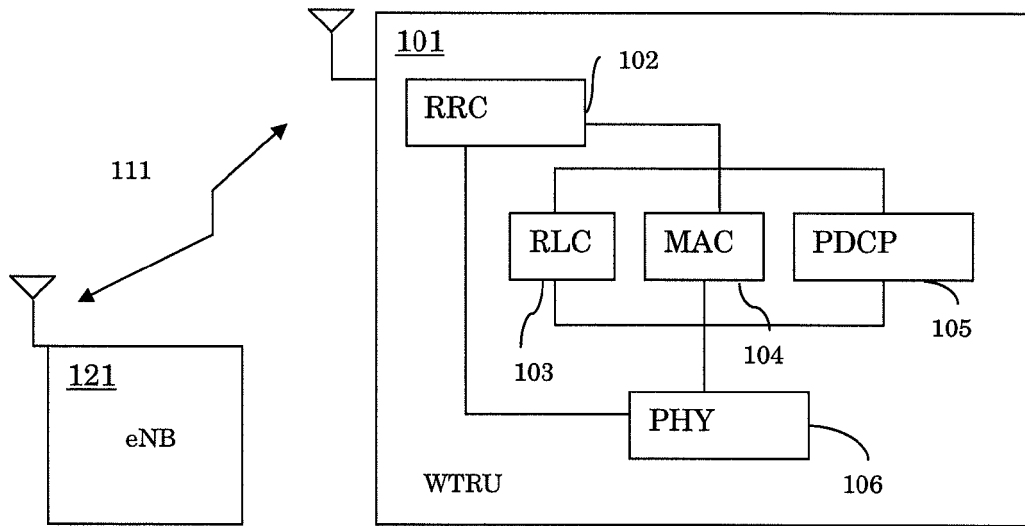 101
102
RRC
111
RLC
MAC
PDCP
103
104
105
121
eNB
PHY
106
WTRU